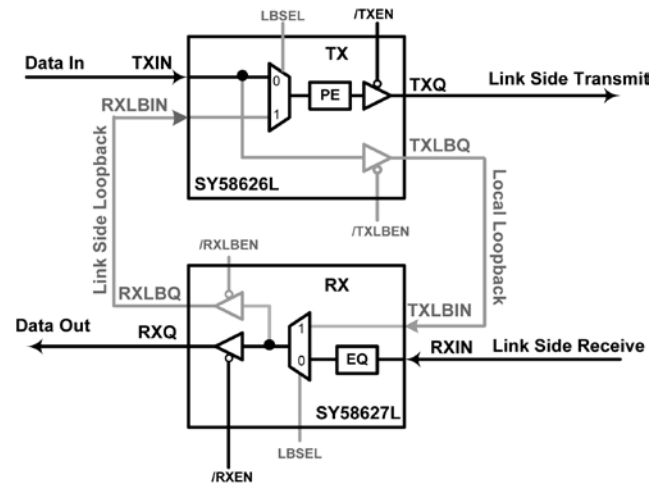 LBSEL
/TXEN
Data In
TXIN
TX
0
PE
TXQ
Link Side Transmit
RXLBIN
1
TXLBQ
SY58626L
/TXLBEN
Link Side Loopback
Local Loopback
/RXLBEN
RX
RXLBQ
TXLBIN
1
Data Out
RXQ
0
EQ
RXIN
Link Side Receive
SY58627L
LBSEL
/RXEN